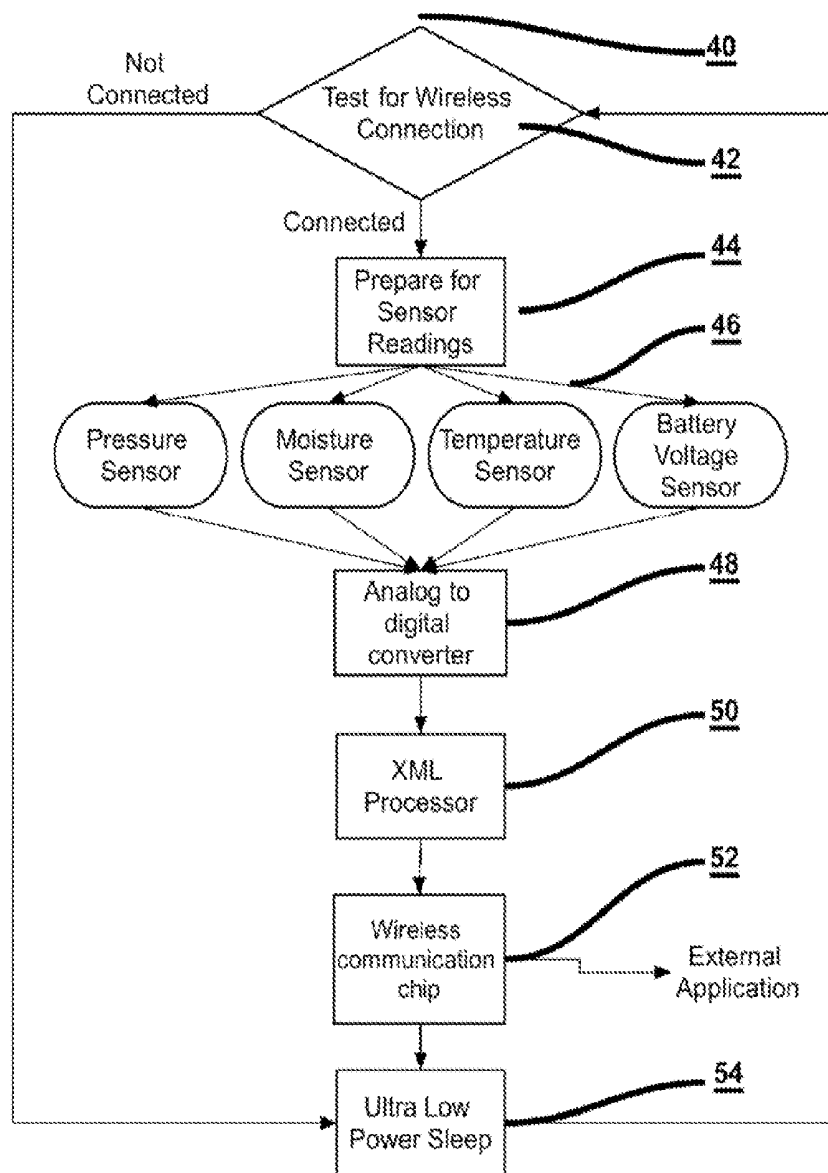 40
Not
Connected
Test for Wireless
Connection
42
Connected
44
Prepare for
Sensor
Readings
46
Pressure
Sensor
Moisture
Sensor
Temperature
Sensor
Battery
Voltage
Sensor
48
Analog to
digital
converter
50
XML
Processor
52
Wireless
communication
chip
External
Application
54
Ultra Low
Power Sleep